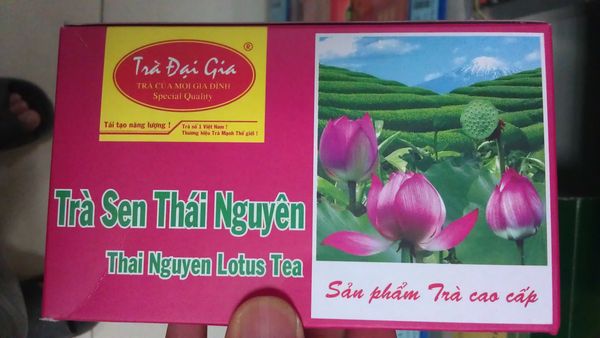 Trà Đại Gia ®
TRÀ CỦA MỌI GIA ĐÌNH
Special Quality
Tái tạo năng lượng !
Trà số 1 Việt Nam !
Thương hiệu Trà Mạnh Thế giới !
Trà Sen Thái Nguyên
Thai Nguyen Lotus Tea
Sản phẩm Trà cao cấp